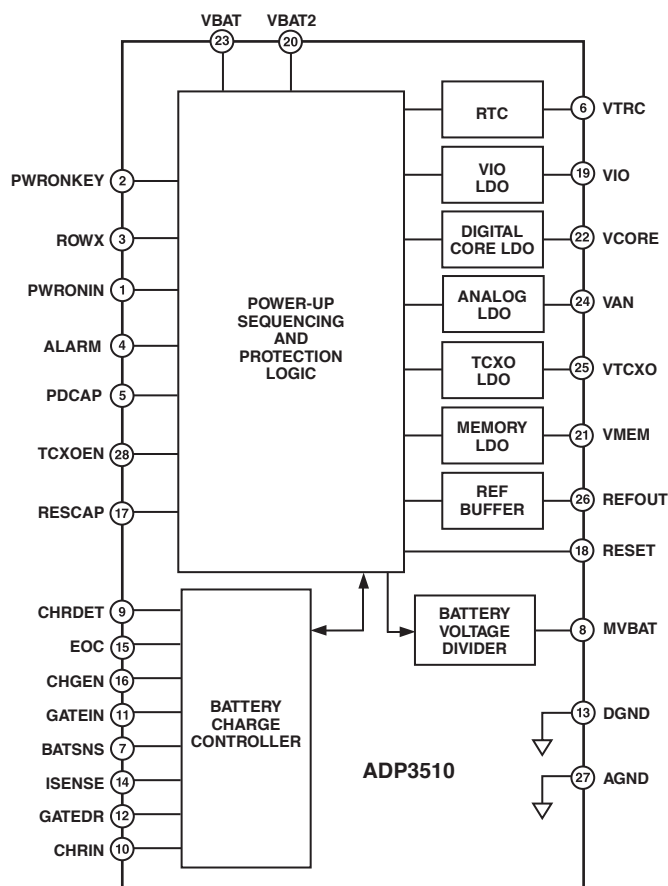 VBAT
VBAT2
23
20
RTC
6
VTRC
PWRONKEY
2
VIO
LDO
19
VIO
ROWX
3
DIGITAL
CORE LDO
22
VCORE
PWRONIN
1
POWER-UP
SEQUENCING
AND
PROTECTION
LOGIC
ANALOG
LDO
24
VAN
ALARM
4
TCXO
LDO
25
VTCXO
PDCAP
5
MEMORY
LDO
21
VMEM
TCXOEN
28
REF
BUFFER
26
REFOUT
RESCAP
17
18
RESET
CHRDET
9
BATTERY
VOLTAGE
DIVIDER
8
MVBAT
EOC
15
CHGEN
16
GATEIN
11
BATTERY
CHARGE
CONTROLLER
13
DGND
BATSNS
7
ISENSE
14
ADP3510
27
AGND
GATEDR
12
CHRIN
10